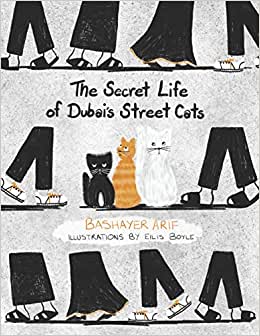 The Secret Life
of Dubai's Street Cats
BASHAYER ARIF
ILLUSTRATIONS BY EILIS BOYLE